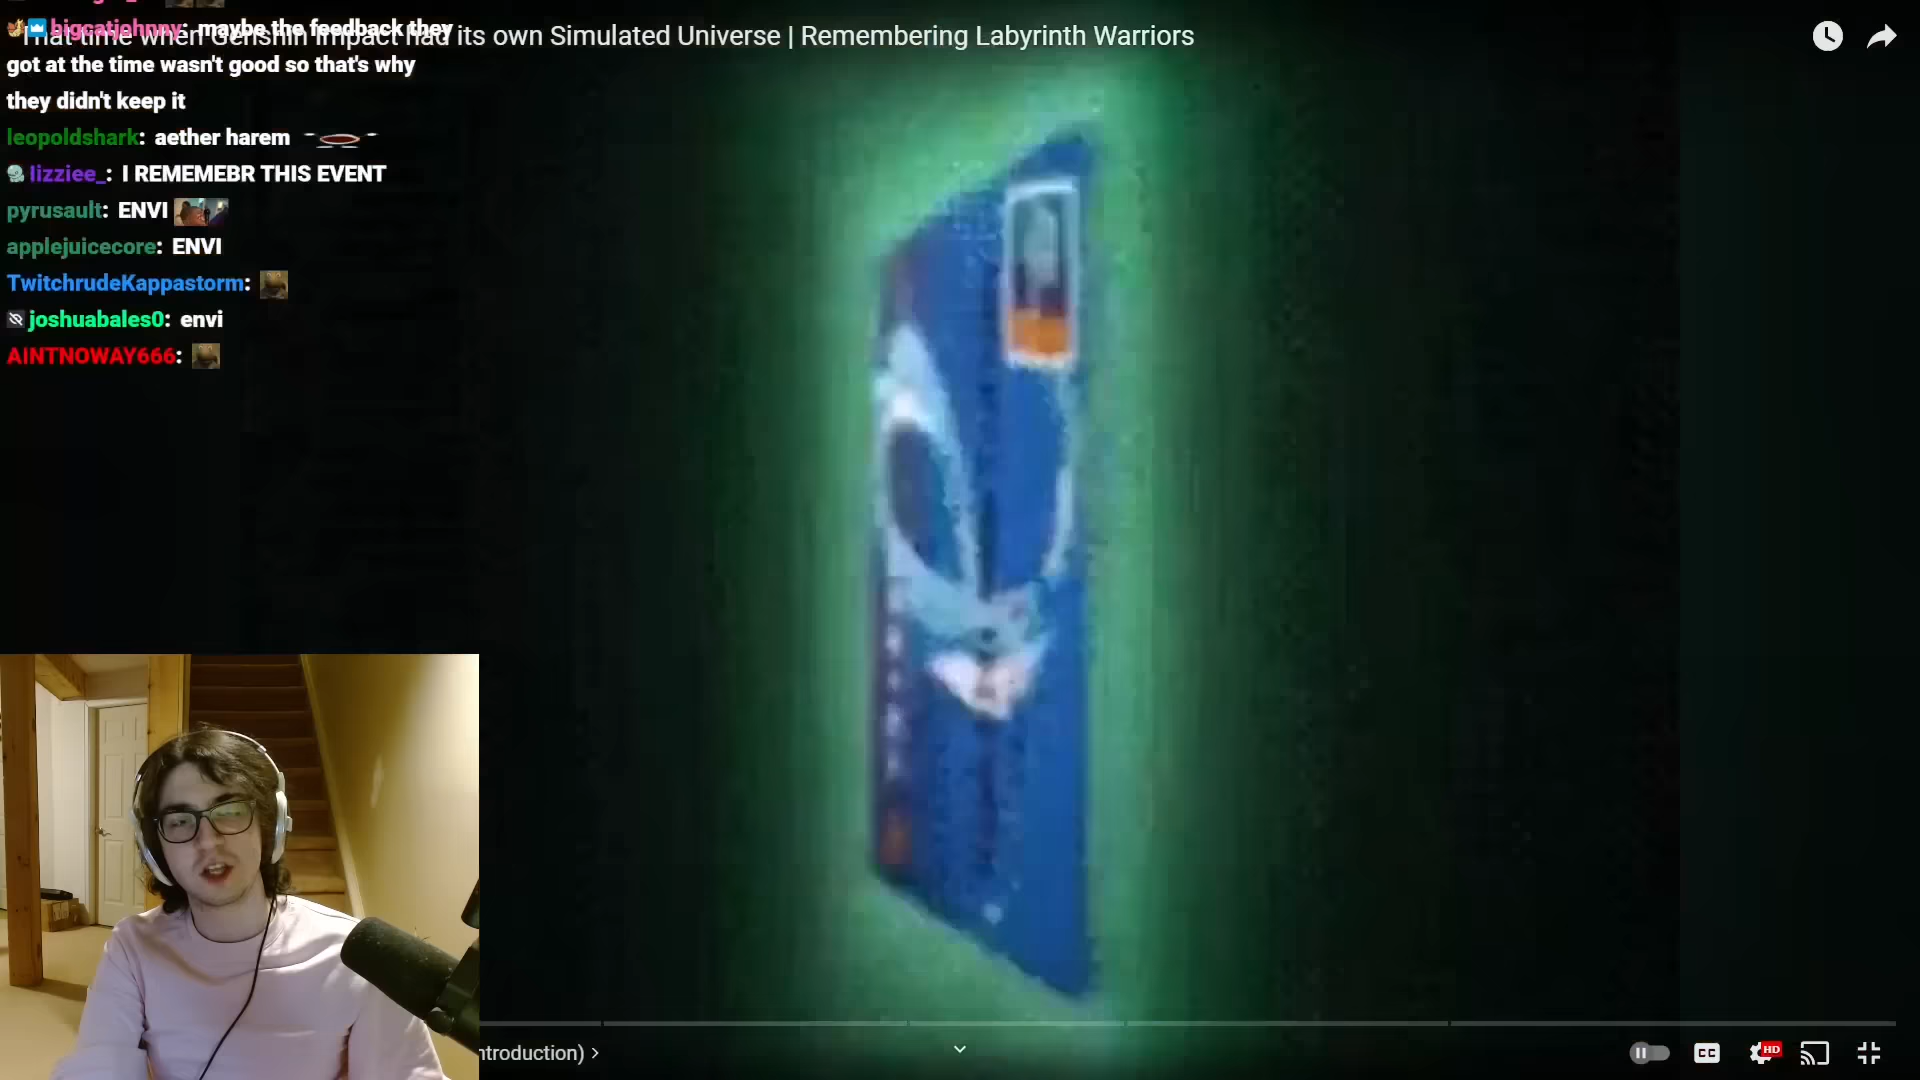 That time when Genshin Impact had its own Simulated Universe | Remembering Labyrinth Warriors
bigcatjohnny: maybe the feedback they
got at the time wasn't good so that's why
they didn't keep it
leopoldshark: aether harem
lizziee_: I REMEMEBR THIS EVENT
pyrusault: ENVI
applejuicecore: ENVI
TwitchrudeKappastorm:
joshuabales0: envi
AINTNOWAY666:
ntroduction) >
CC
HD